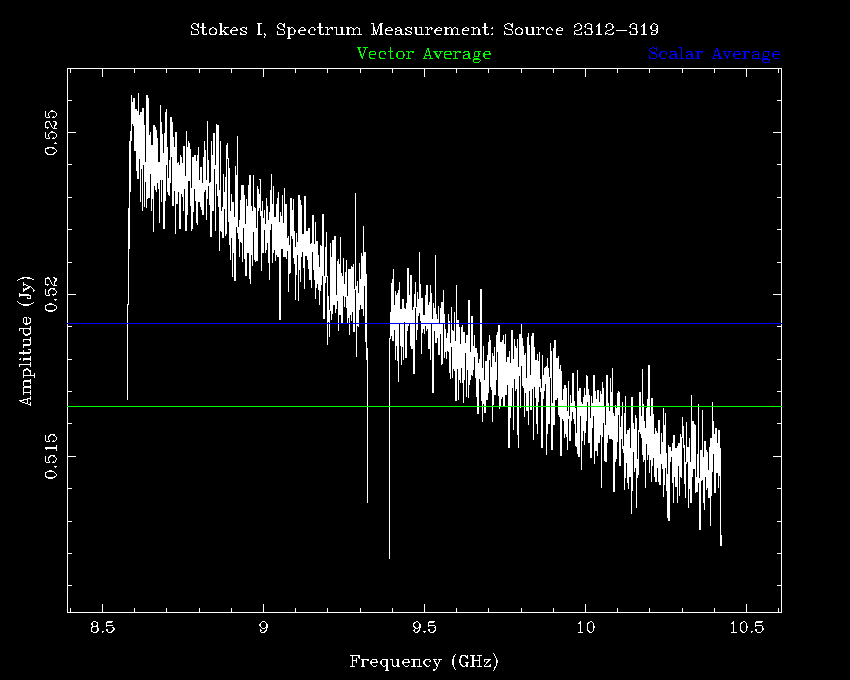 Stokes I, Spectrum Measurement: Source 2312−319
Vector Average Scalar Average
0.525
0.52
0.515
Amplitude (Jy)
8.5 9 9.5 10 10.5
Frequency (GHz)